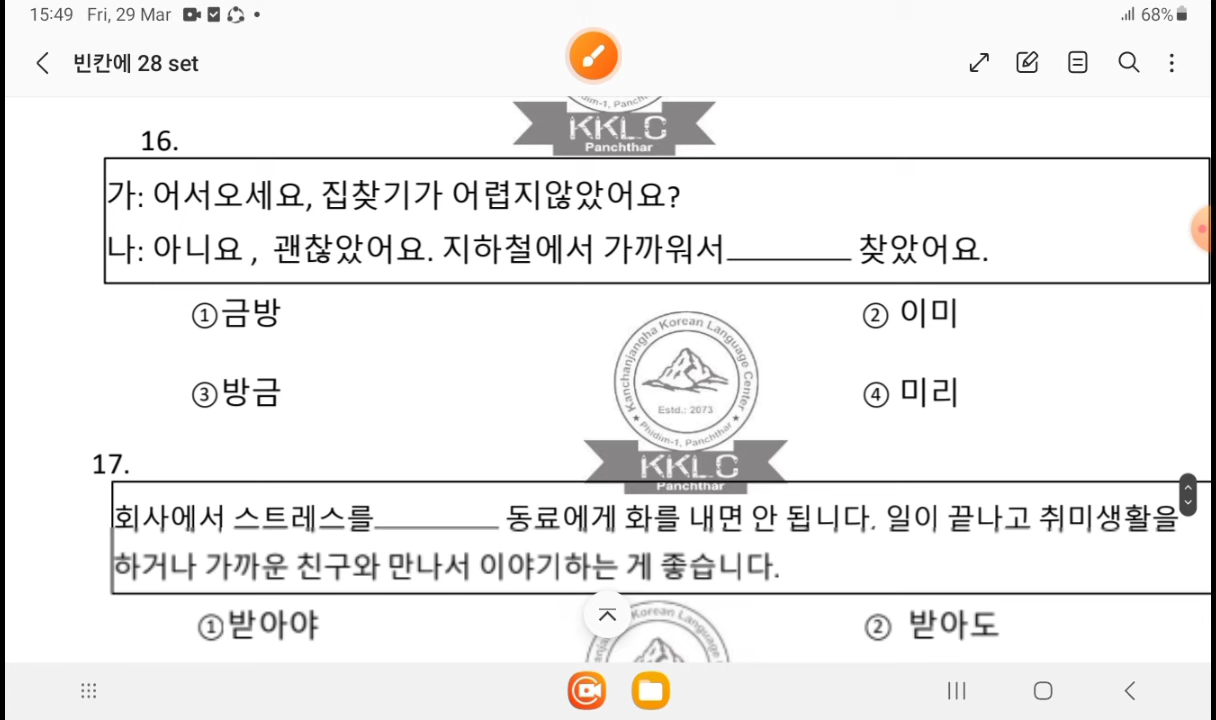 15:49 Fri, 29 Mar
68%
빈칸에 28 set
dim-1, Panch
KKLC
Panchthar
16.
가: 어서오세요, 집찾기가 어렵지않았어요?
나: 아니요 , 괜찮았어요. 지하철에서 가까워서________ 찾았어요.
①금방
② 이미
③방금
④ 미리
Kanchanjangha Korean Language Center
Estd.: 2073
Phidim-1, Panchthar
KKLC
Panchthar
17.
회사에서 스트레스를________ 동료에게 화를 내면 안 됩니다. 일이 끝나고 취미생활을
하거나 가까운 친구와 만나서 이야기하는 게 좋습니다.
①받아야
② 받아도
Korean Language